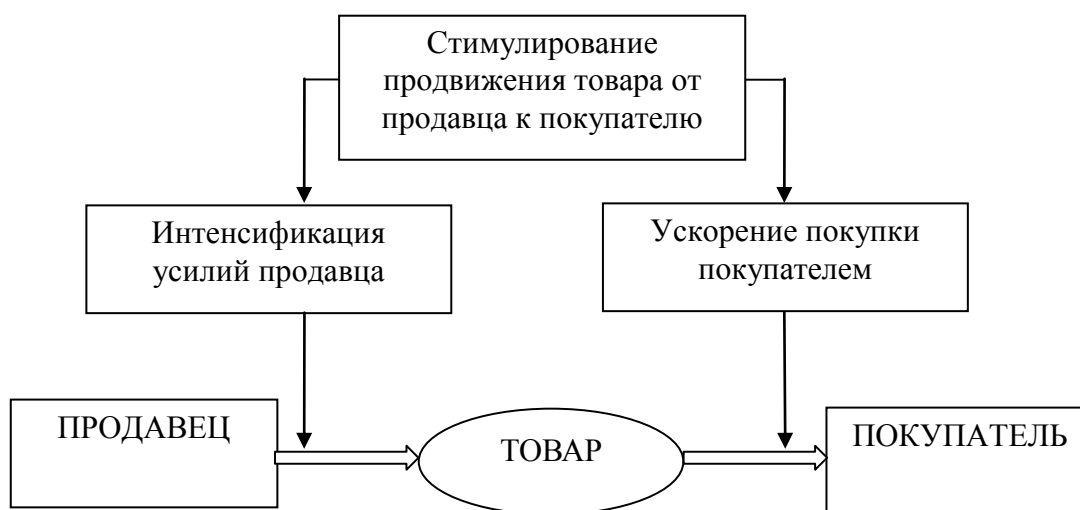 Стимулирование
продвижения товара от
продавца к покупателю
Интенсификация
усилий продавца
Ускорение покупки
покупателем
ПРОДАВЕЦ
ТОВАР
ПОКУПАТЕЛЬ